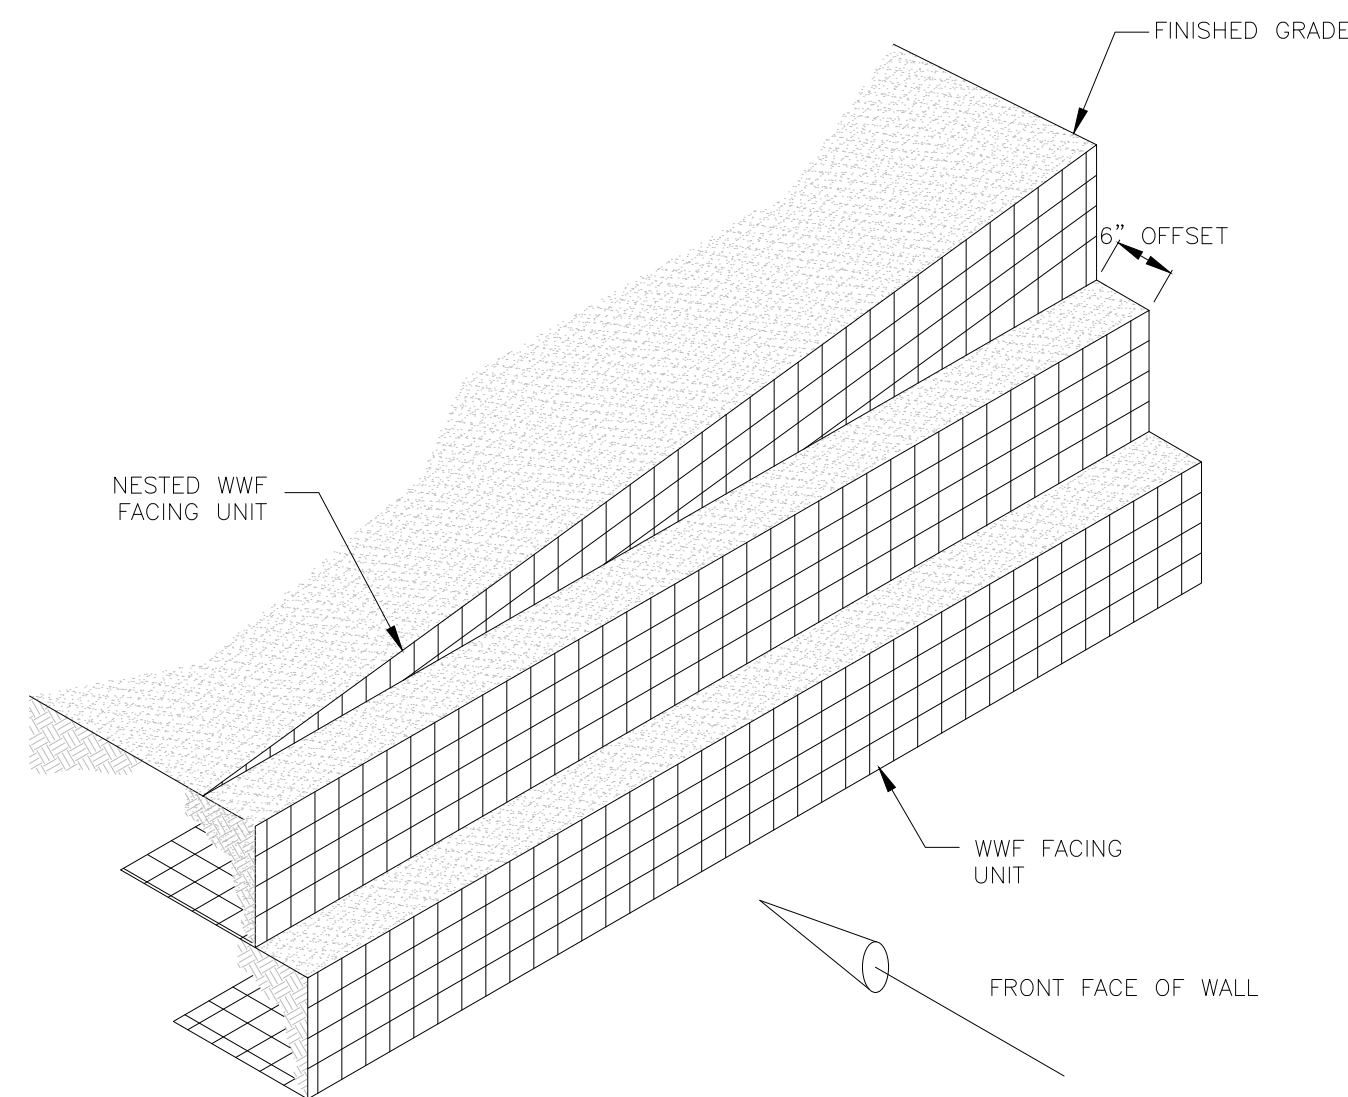 FINISHED GRADE
6” OFFSET
NESTED WWF
FACING UNIT
WWF FACING
UNIT
FRONT FACE OF WALL